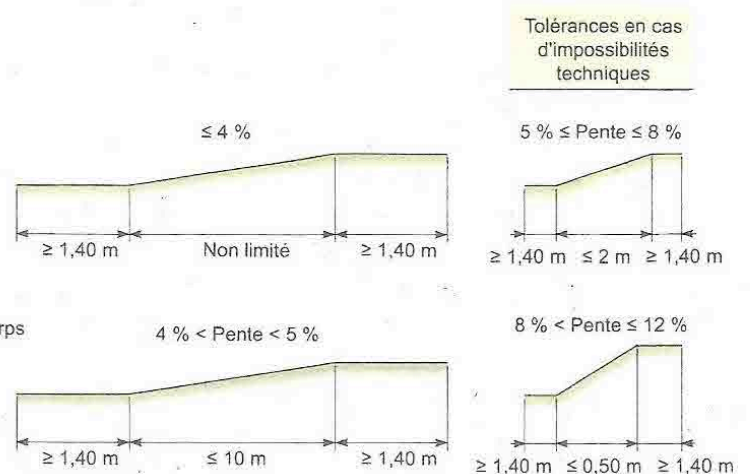 Tolérances en cas
d'impossibilités
techniques
≤ 4 %
5 % ≤ Pente ≤ 8 %
≥ 1,40 m Non limité ≥ 1,40 m
≥ 1,40 m ≤ 2 m ≥ 1,40 m
rps
4 % < Pente < 5 %
8 % < Pente ≤ 12 %
≥ 1,40 m ≤ 10 m ≥ 1,40 m
≥ 1,40 m ≤ 0,50 m ≥ 1,40 m